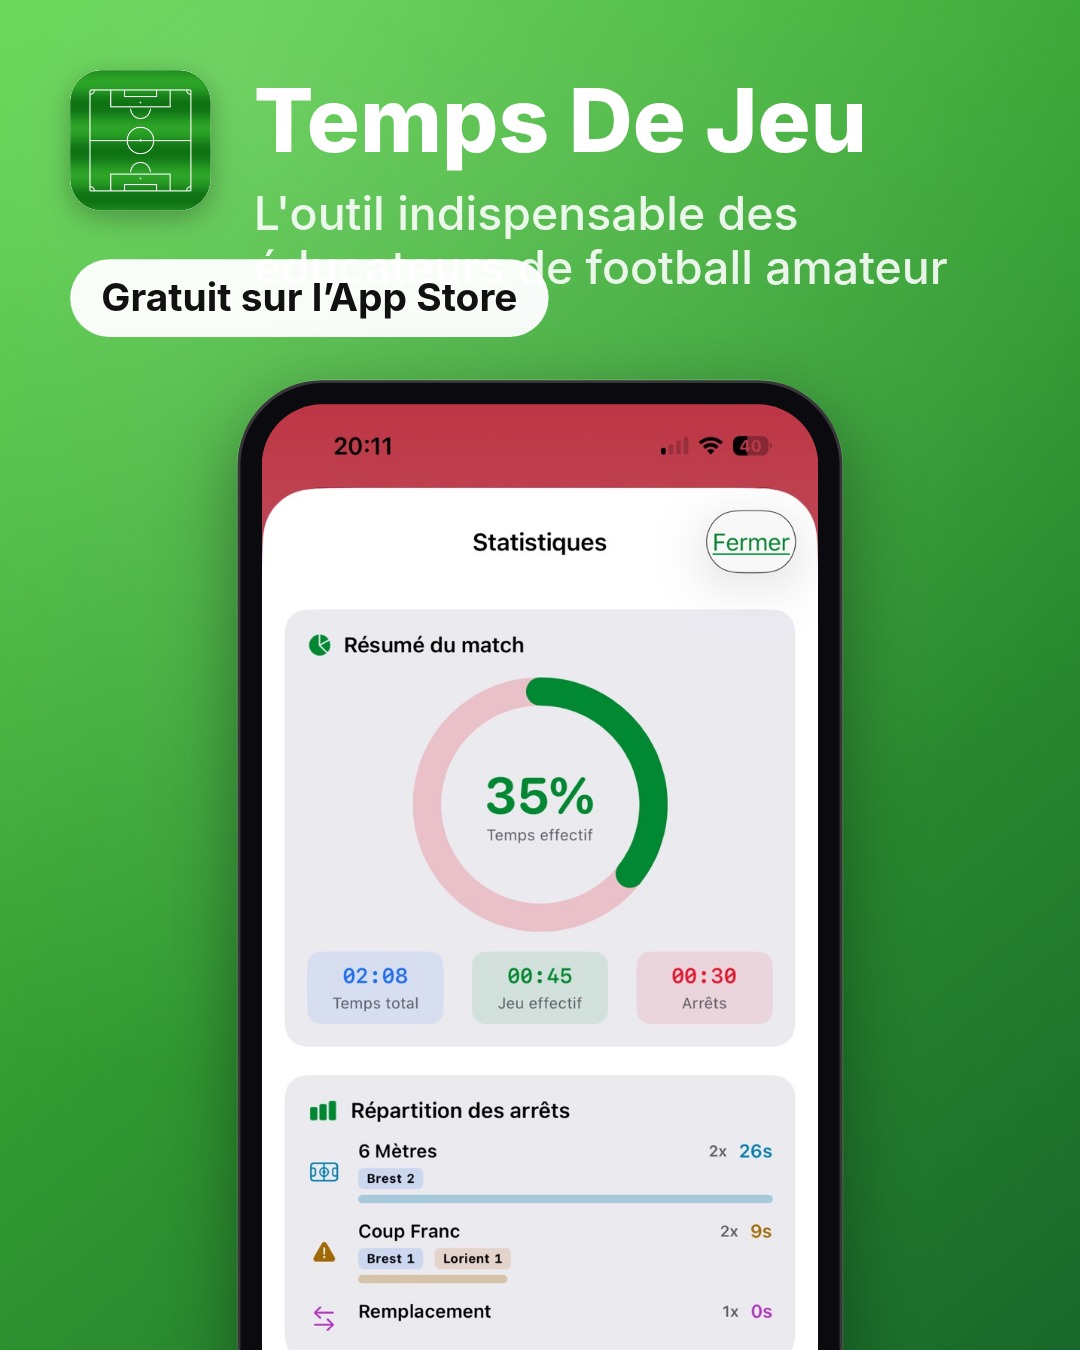 Temps De Jeu
L'outil indispensable des
éducateurs de football amateur
Gratuit sur l’App Store
20:11
40
Statistiques
Fermer
Résumé du match
35%
Temps effectif
02:08
Temps total
00:45
Jeu effectif
00:30
Arrêts
Répartition des arrêts
6 Mètres
2x 26s
Brest 2
Coup Franc
2x 9s
Brest 1 Lorient 1
Remplacement
1x 0s